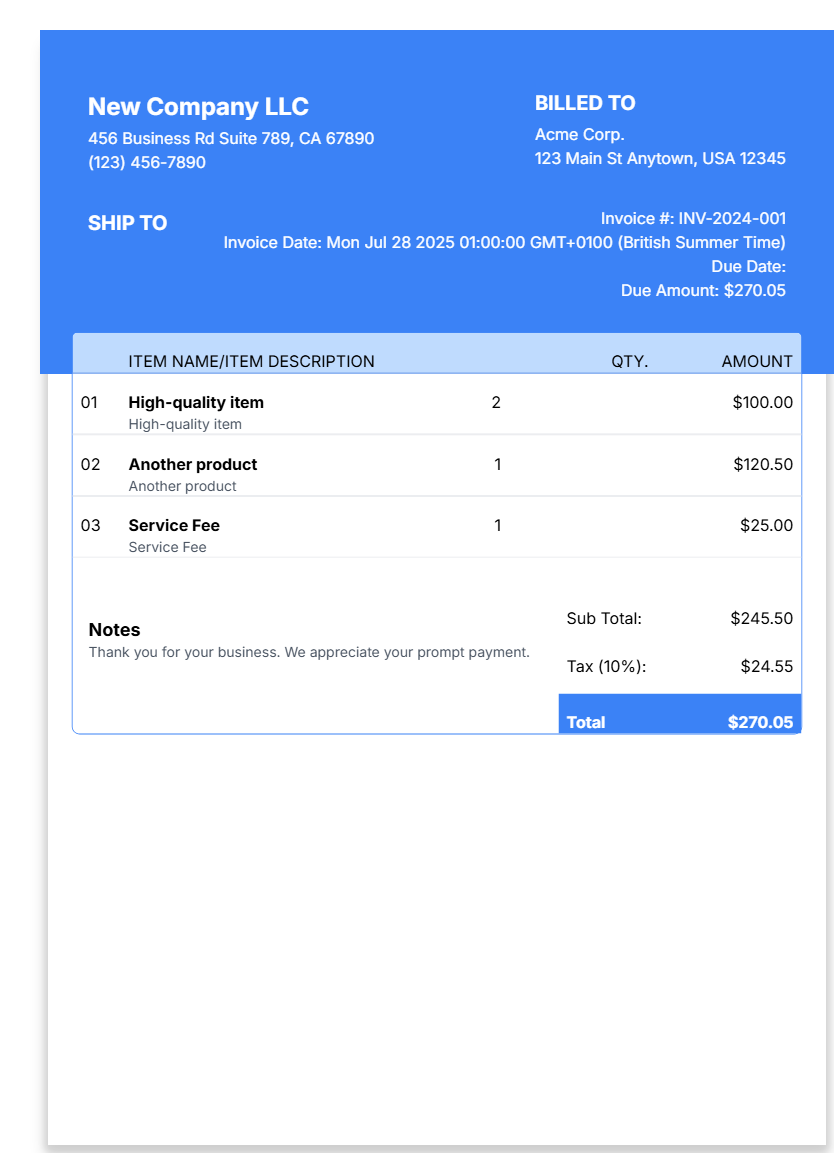 New Company LLC
456 Business Rd Suite 789, CA 67890
(123) 456-7890
BILLED TO
Acme Corp.
123 Main St Anytown, USA 12345
SHIP TO
Invoice #: INV-2024-001
Invoice Date: Mon Jul 28 2025 01:00:00 GMT+0100 (British Summer Time)
Due Date:
Due Amount: $270.05
ITEM NAME/ITEM DESCRIPTION QTY. AMOUNT
01 High-quality item 2 $100.00
High-quality item
02 Another product 1 $120.50
Another product
03 Service Fee 1 $25.00
Service Fee
Notes
Thank you for your business. We appreciate your prompt payment.
Sub Total: $245.50
Tax (10%): $24.55
Total $270.05